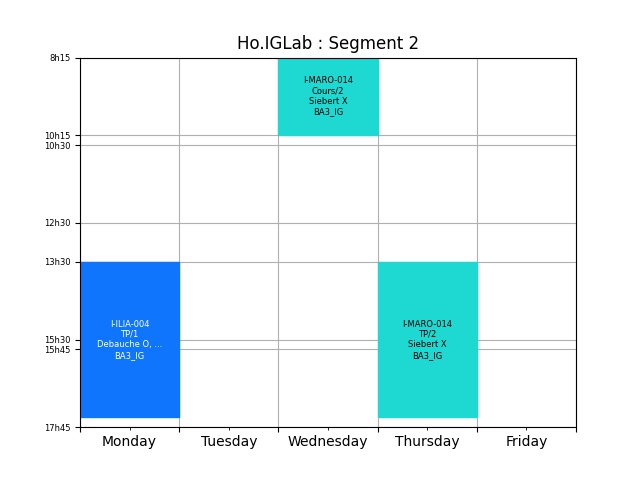 Ho.IGLab : Segment 2
8h15
10h15
10h30
12h30
13h30
15h30
15h45
17h45
I-MARO-014
Cours/2
Siebert X
BA3_IG
I-ILIA-004
TP/1
Debauche O, ...
BA3_IG
I-MARO-014
TP/2
Siebert X
BA3_IG
Monday
Tuesday
Wednesday
Thursday
Friday